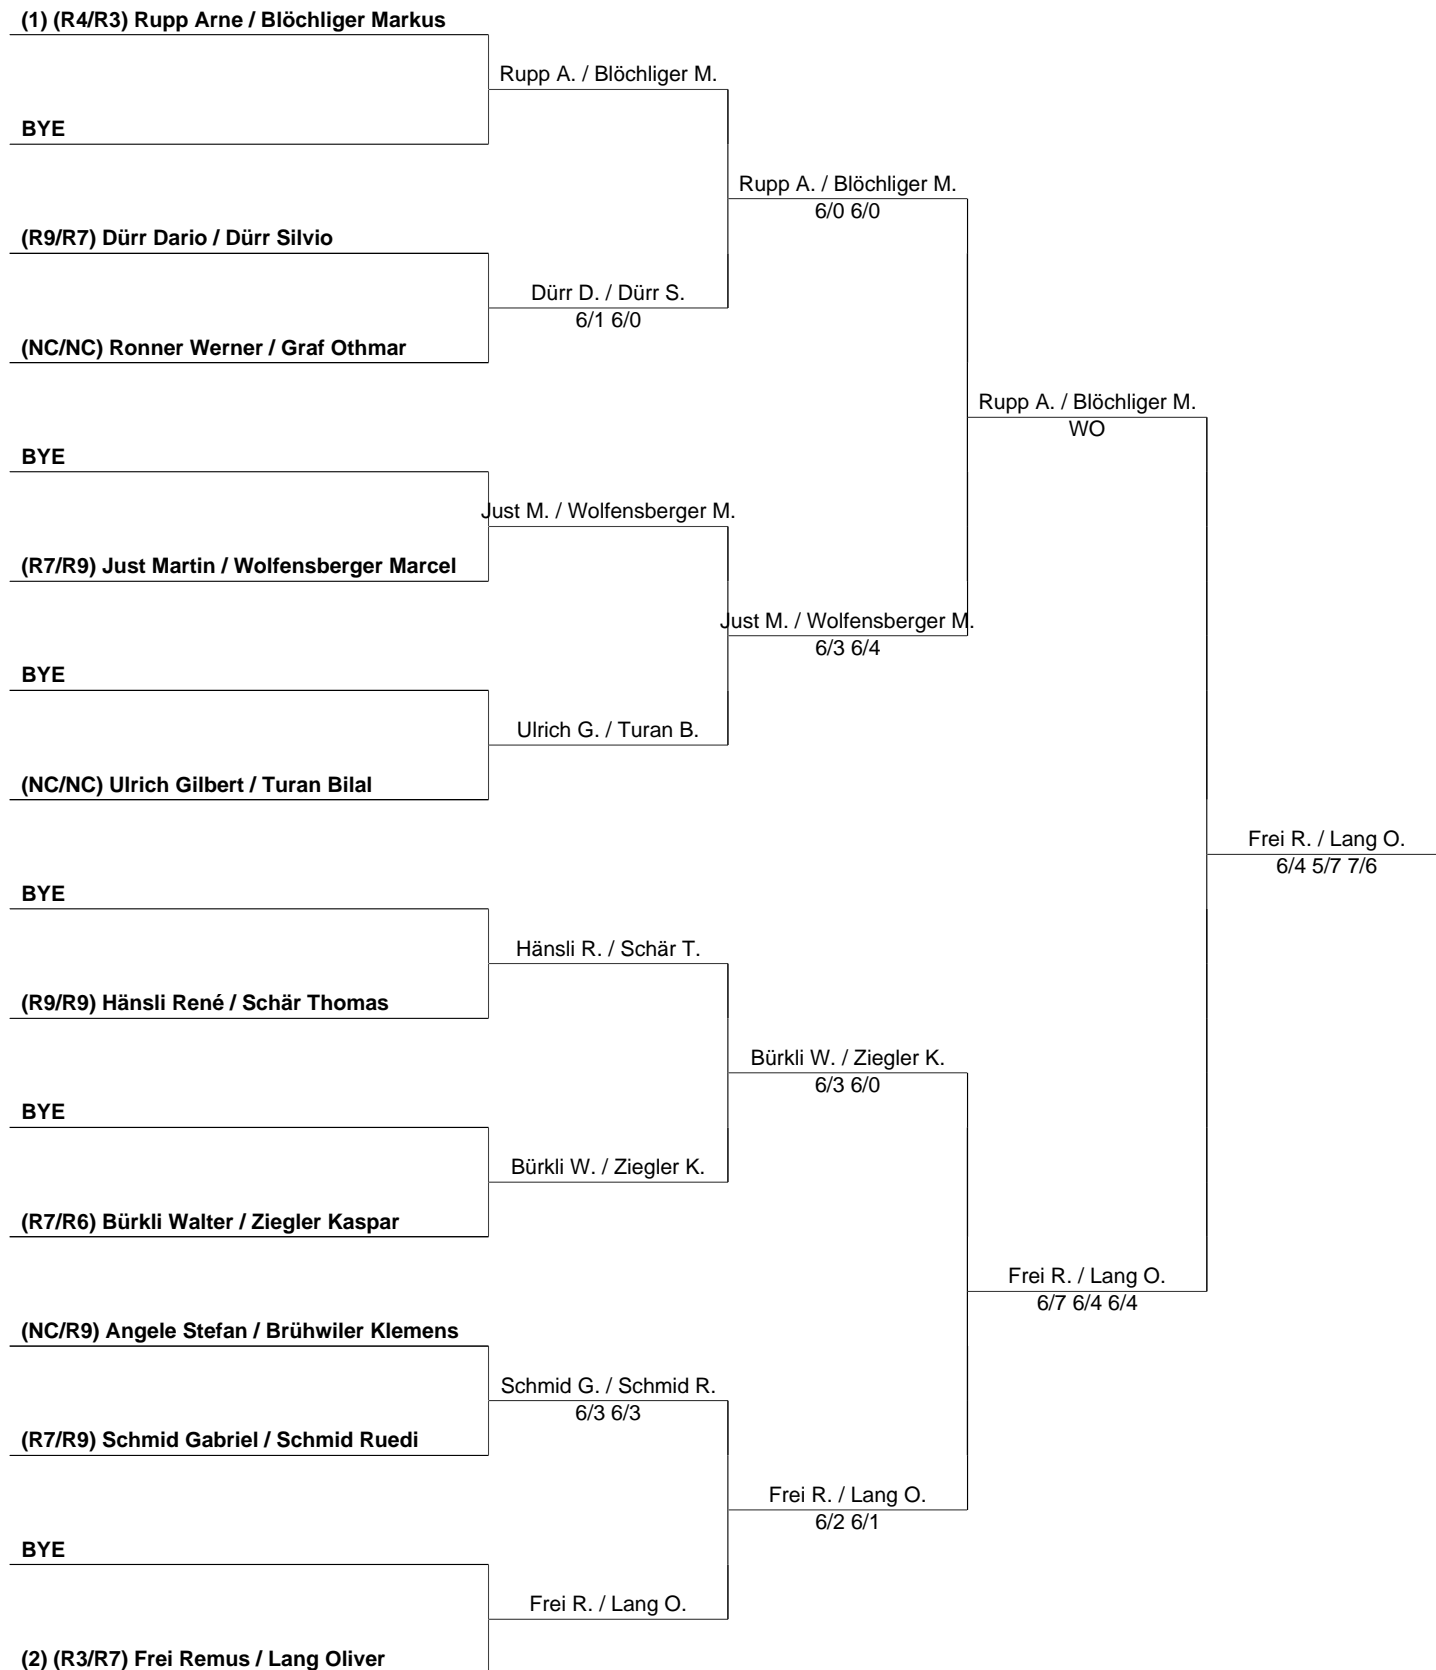 (1) (R4/R3) Rupp Arne / Blöchliger Markus
Rupp A. / Blöchliger M.
BYE
Rupp A. / Blöchliger M.
6/0 6/0
(R9/R7) Dürr Dario / Dürr Silvio
Dürr D. / Dürr S.
6/1 6/0
(NC/NC) Ronner Werner / Graf Othmar
Rupp A. / Blöchliger M.
WO
BYE
Just M. / Wolfensberger M.
(R7/R9) Just Martin / Wolfensberger Marcel
Just M. / Wolfensberger M.
6/3 6/4
BYE
Ulrich G. / Turan B.
(NC/NC) Ulrich Gilbert / Turan Bilal
Frei R. / Lang O.
6/4 5/7 7/6
BYE
Hänsli R. / Schär T.
(R9/R9) Hänsli René / Schär Thomas
Bürkli W. / Ziegler K.
6/3 6/0
BYE
Bürkli W. / Ziegler K.
(R7/R6) Bürkli Walter / Ziegler Kaspar
Frei R. / Lang O.
6/7 6/4 6/4
(NC/R9) Angele Stefan / Brühwiler Klemens
Schmid G. / Schmid R.
6/3 6/3
(R7/R9) Schmid Gabriel / Schmid Ruedi
Frei R. / Lang O.
6/2 6/1
BYE
Frei R. / Lang O.
(2) (R3/R7) Frei Remus / Lang Oliver